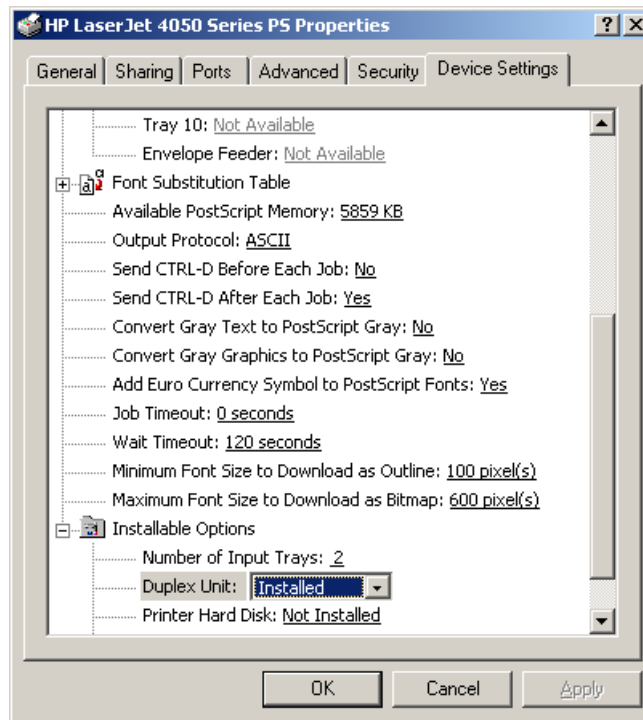 HP LaserJet 4050 Series PS Properties
General Sharing Ports Advanced Security Device Settings
Tray 10: Not Available
Envelope Feeder: Not Available
Font Substitution Table
Available PostScript Memory: 5859 KB
Output Protocol: ASCII
Send CTRL-D Before Each Job: No
Send CTRL-D After Each Job: Yes
Convert Gray Text to PostScript Gray: No
Convert Gray Graphics to PostScript Gray: No
Add Euro Currency Symbol to PostScript Fonts: Yes
Job Timeout: 0 seconds
Wait Timeout: 120 seconds
Minimum Font Size to Download as Outline: 100 pixel(s)
Maximum Font Size to Download as Bitmap: 600 pixel(s)
Installable Options
Number of Input Trays: 2
Duplex Unit: Installed
Printer Hard Disk: Not Installed
OK Cancel Apply